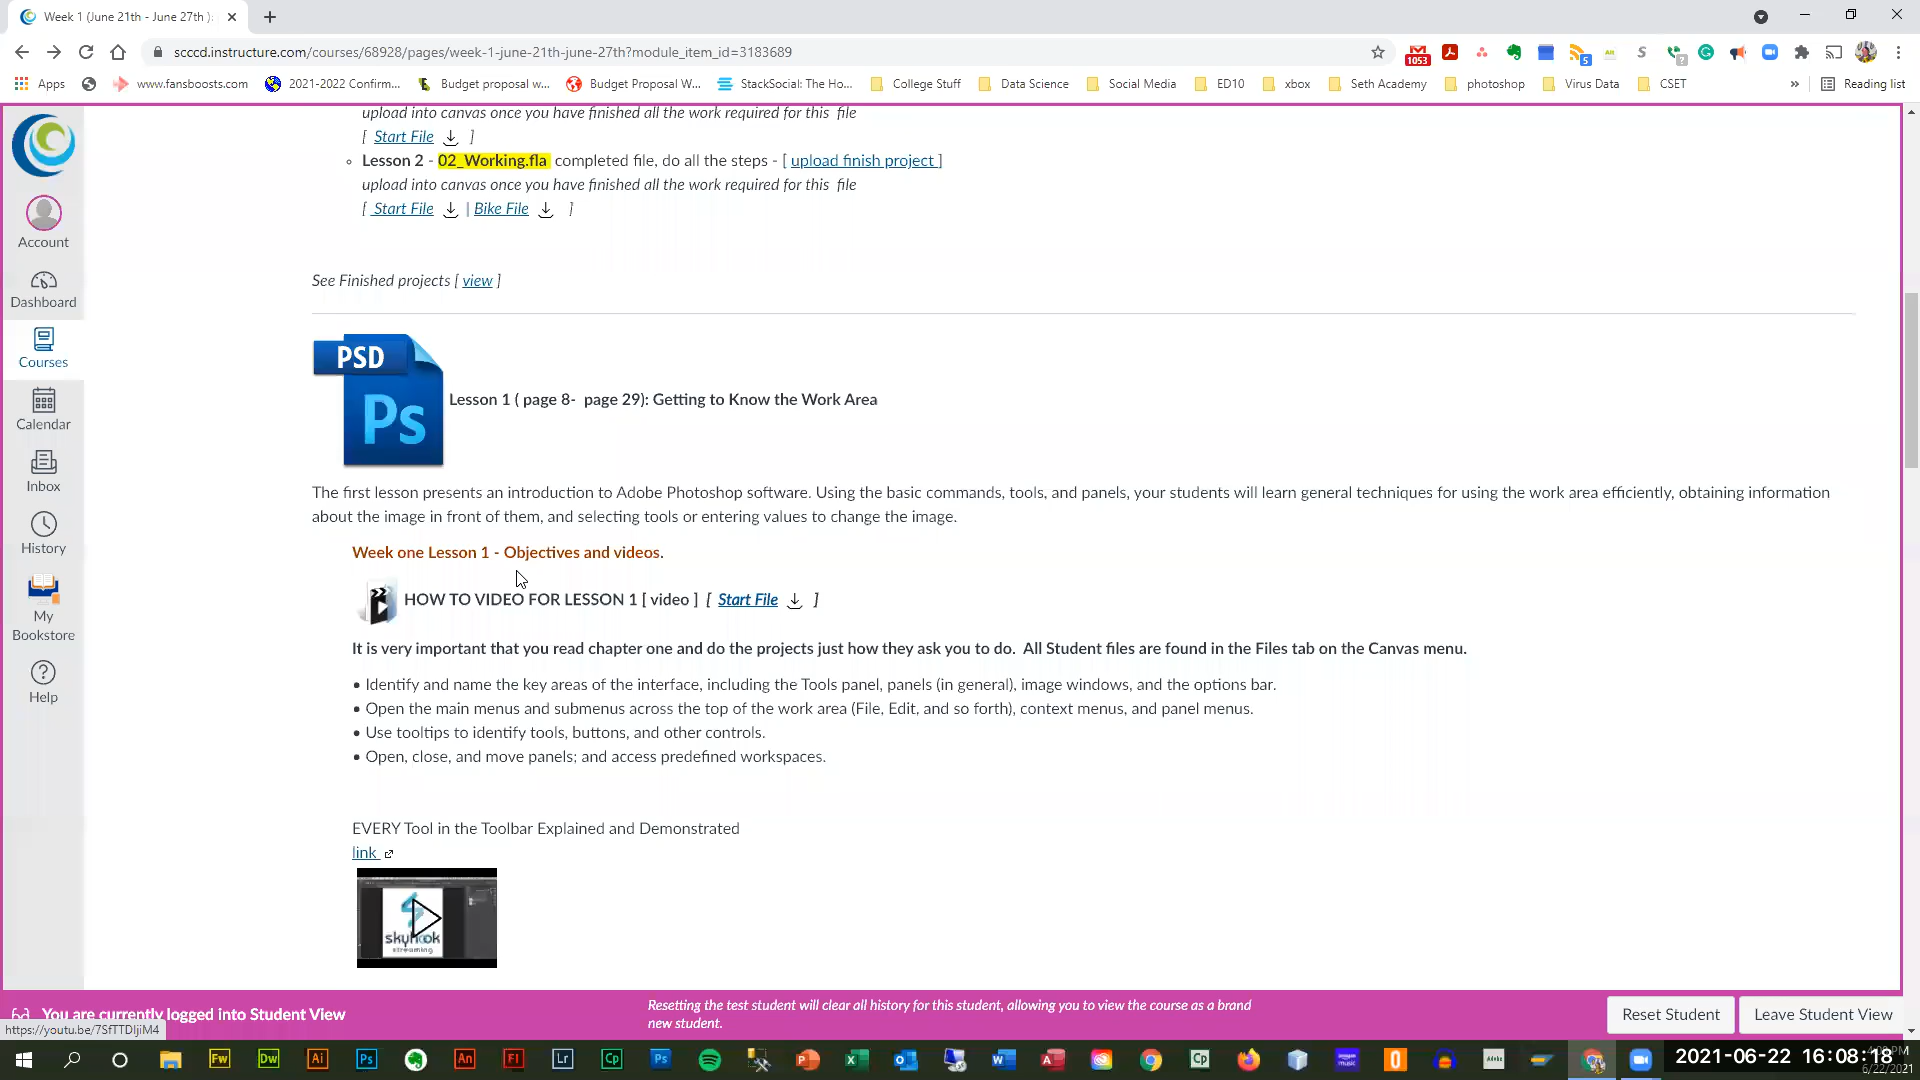 Week 1 (June 21th - June 27th ):
scccd.instructure.com/courses/68928/pages/week-1-june-21th-june-27th?module_item_id=3183689
1053
5
Apps
www.fansboosts.com
2021-2022 Confirm...
Budget proposal w...
Budget Proposal W...
StackSocial: The Ho...
College Stuff
Data Science
Social Media
ED10
xbox
Seth Academy
photoshop
Virus Data
CSET
»
Reading list
upload into canvas once you have finished all the work required for this file
[ Start File ]
Lesson 2 - 02_Working.fla completed file, do all the steps - [ upload finish project ]
upload into canvas once you have finished all the work required for this file
[ Start File | Bike File ]
See Finished projects [ view ]
PSD
Ps
Lesson 1 ( page 8- page 29): Getting to Know the Work Area
The first lesson presents an introduction to Adobe Photoshop software. Using the basic commands, tools, and panels, your students will learn general techniques for using the work area efficiently, obtaining information
about the image in front of them, and selecting tools or entering values to change the image.
Week one Lesson 1 - Objectives and videos.
HOW TO VIDEO FOR LESSON 1 [ video ] [ Start File ]
It is very important that you read chapter one and do the projects just how they ask you to do. All Student files are found in the Files tab on the Canvas menu.
• Identify and name the key areas of the interface, including the Tools panel, panels (in general), image windows, and the options bar.
• Open the main menus and submenus across the top of the work area (File, Edit, and so forth), context menus, and panel menus.
• Use tooltips to identify tools, buttons, and other controls.
• Open, close, and move panels; and access predefined workspaces.
EVERY Tool in the Toolbar Explained and Demonstrated
link
skyhook
streaming
Account
Dashboard
Courses
Calendar
Inbox
History
My
Bookstore
Help
You are currently logged into Student View
Resetting the test student will clear all history for this student, allowing you to view the course as a brand
new student.
Reset Student
Leave Student View
https://youtu.be/7SfTTDIjiM4
Fw
Dw
Ai
Ps
An
Fl
Lr
Cp
Ps
Cp
2021-06-22 16:08:18
6/22/2021